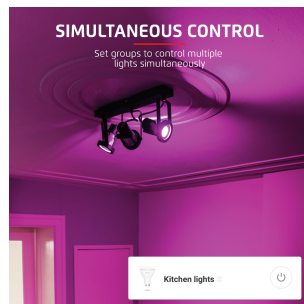 SIMULTANEOUS CONTROL
Set groups to control multiple
lights simultaneously
Kitchen lights